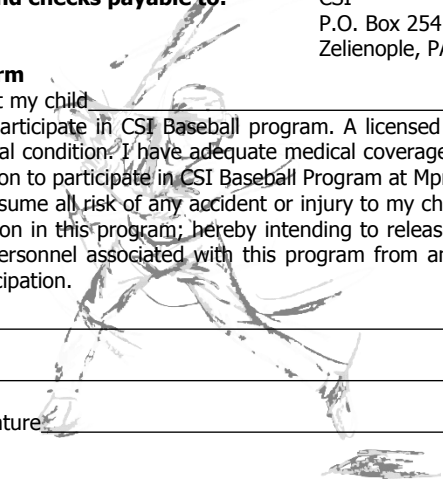 nd checks payable to:
CSI
P.O. Box 254
Zelienople, PA
rm
t my child
articipate in CSI Baseball program. A licensed
al condition. I have adequate medical coverage
on to participate in CSI Baseball Program at Mpr
sume all risk of any accident or injury to my ch
on in this program; hereby intending to releas
ersonnel associated with this program from ar
cipation.
ature